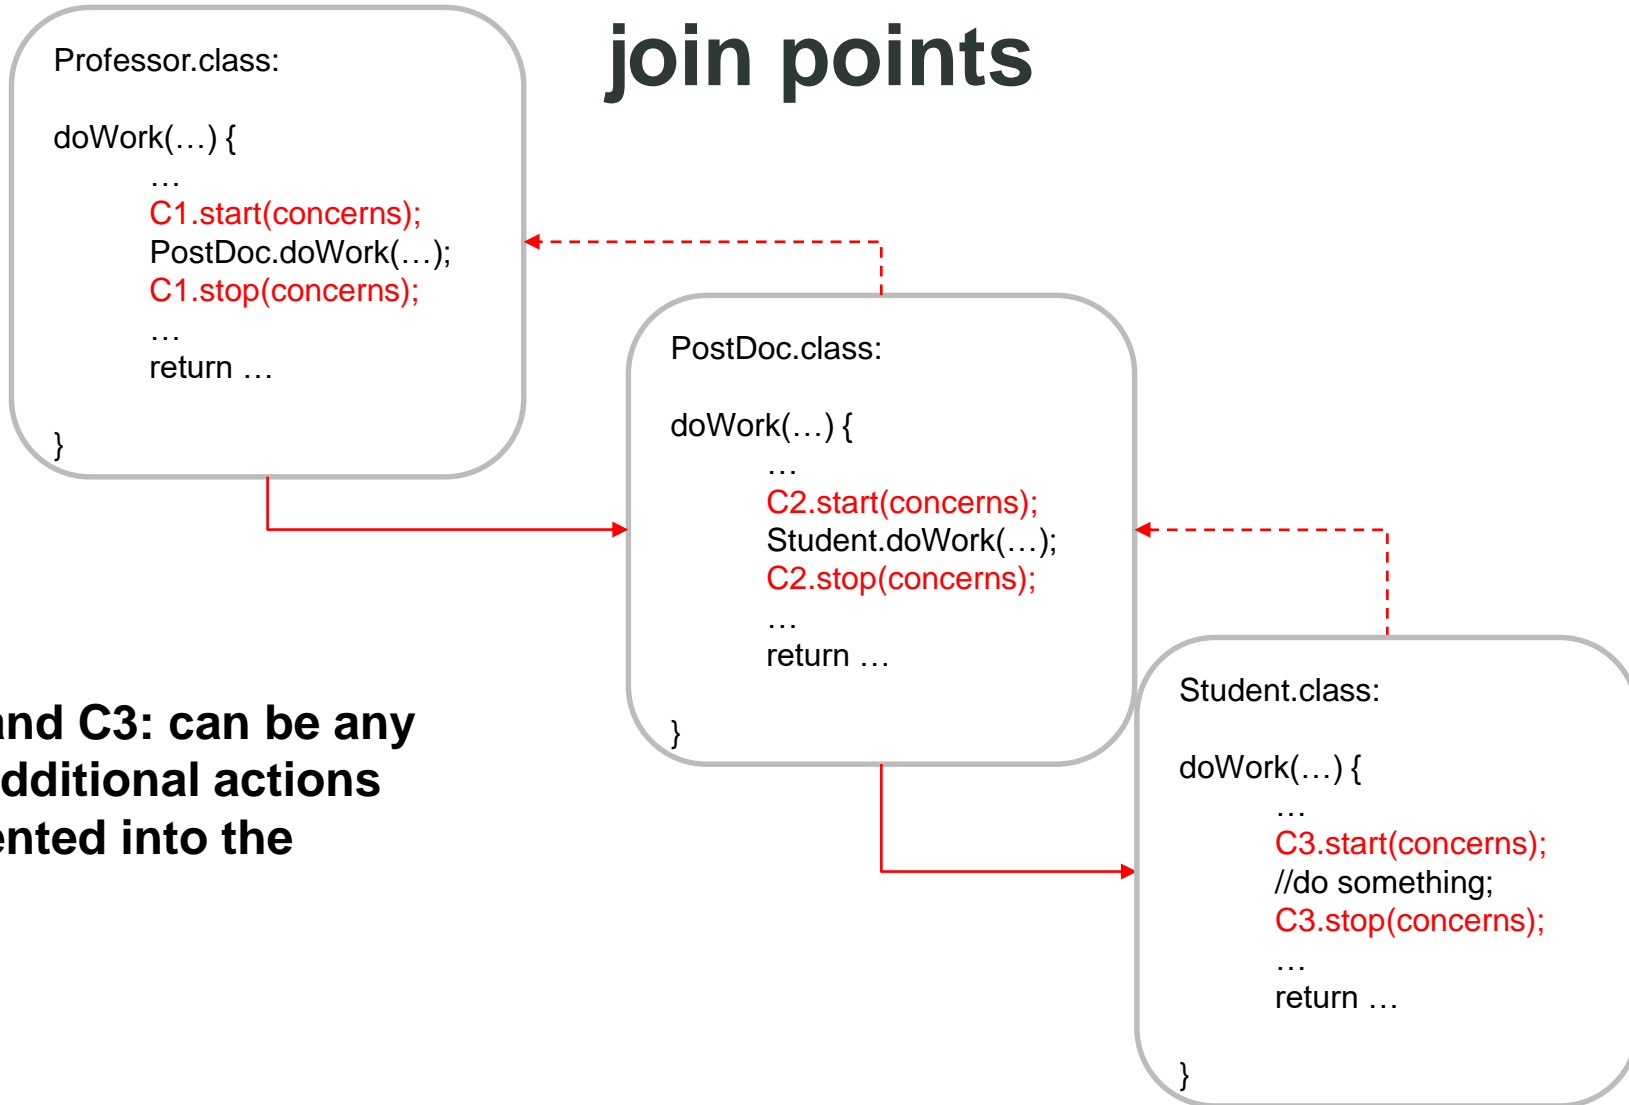 join points
Professor.class:
doWork(…) {
…
C1.start(concerns);
PostDoc.doWork(…);
C1.stop(concerns);
…
return …
}
PostDoc.class:
doWork(…) {
…
C2.start(concerns);
Student.doWork(…);
C2.stop(concerns);
…
return …
}
and C3: can be any
dditional actions
ented into the
Student.class:
doWork(…) {
…
C3.start(concerns);
//do something;
C3.stop(concerns);
…
return …
}